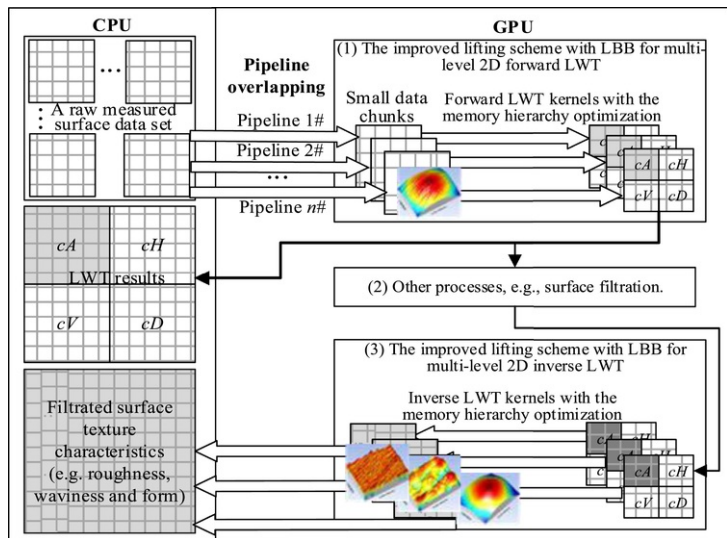 CPU
GPU
A raw measured
surface data set
Pipeline
overlapping
Pipeline 1#
Pipeline 2#
...
Pipeline n#
(1) The improved lifting scheme with LBB for multi-
level 2D forward LWT
Small data
chunks
Forward LWT kernels with the
memory hierarchy optimization
cA
cA cH
cV cD
cA cH
LWT results
cV cD
(2) Other processes, e.g., surface filtration.
(3) The improved lifting scheme with LBB for
multi-level 2D inverse LWT
Inverse LWT kernels with the
memory hierarchy optimization
cA cH
cA cH
cV cD
Filtrated surface
texture
characteristics
(e.g. roughness,
waviness and form)